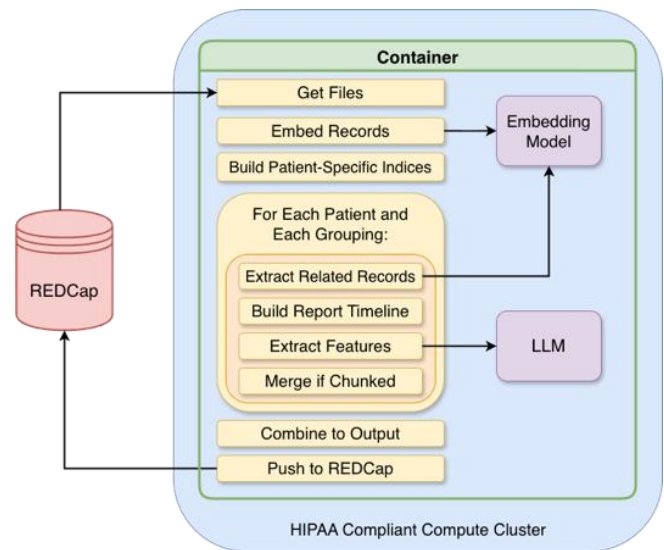 Container
Get Files
Embed Records
Embedding
Model
Build Patient-Specific Indices
For Each Patient and
Each Grouping:
Extract Related Records
REDCap
Build Report Timeline
Extract Features
LLM
Merge if Chunked
Combine to Output
Push to REDCap
HIPAA Compliant Compute Cluster